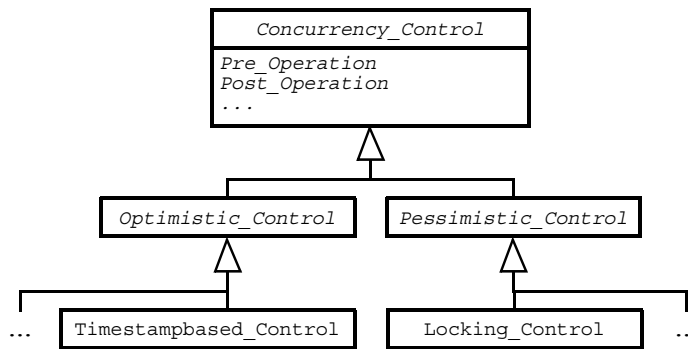 Concurrency_Control
Pre_Operation
Post_Operation
...
Optimistic_Control
Pessimistic_Control
...
Timestampbased_Control
Locking_Control
..